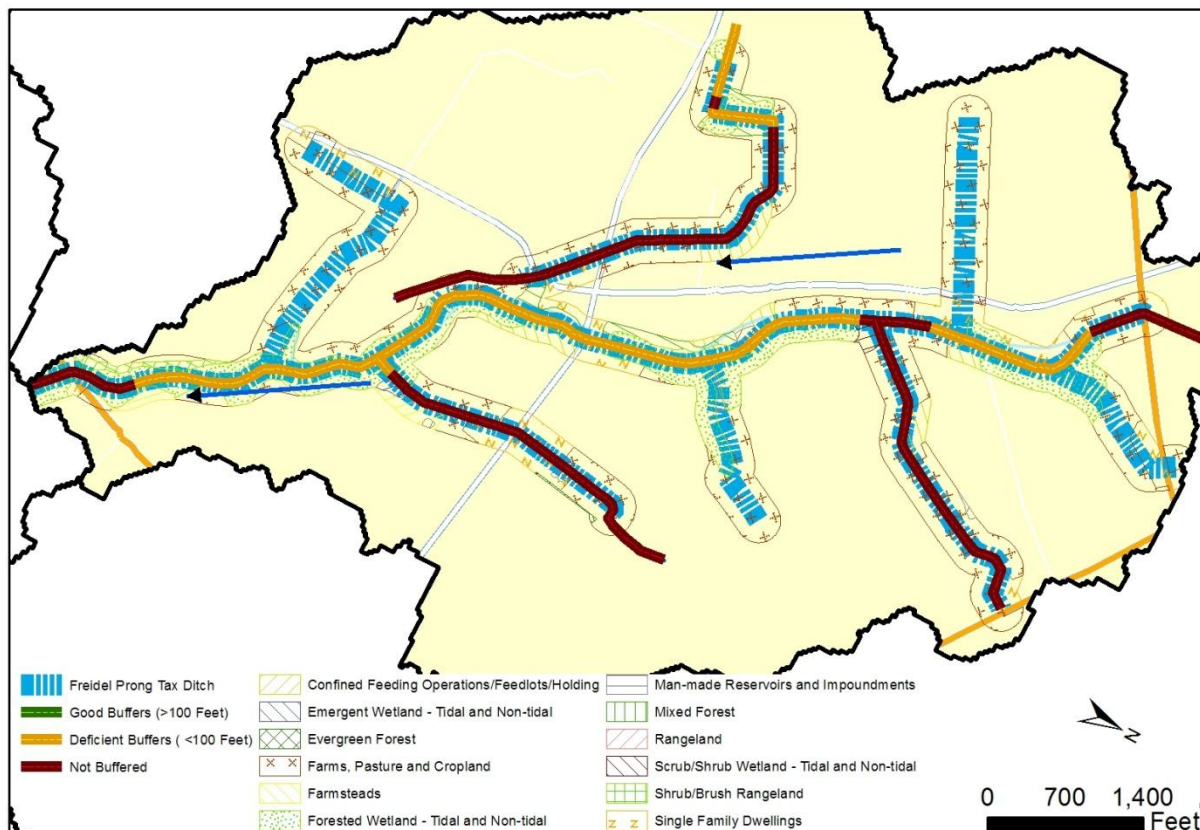 Freidel Prong Tax Ditch
Good Buffers (>100 Feet)
Deficient Buffers ( <100 Feet)
Not Buffered
Confined Feeding Operations/Feedlots/Holding
Emergent Wetland - Tidal and Non-tidal
Evergreen Forest
Farms, Pasture and Cropland
Farmsteads
Forested Wetland - Tidal and Non-tidal
Man-made Reservoirs and Impoundments
Mixed Forest
Rangeland
Scrub/Shrub Wetland - Tidal and Non-tidal
Shrub/Brush Rangeland
Single Family Dwellings
N
0 700 1,400
Feet